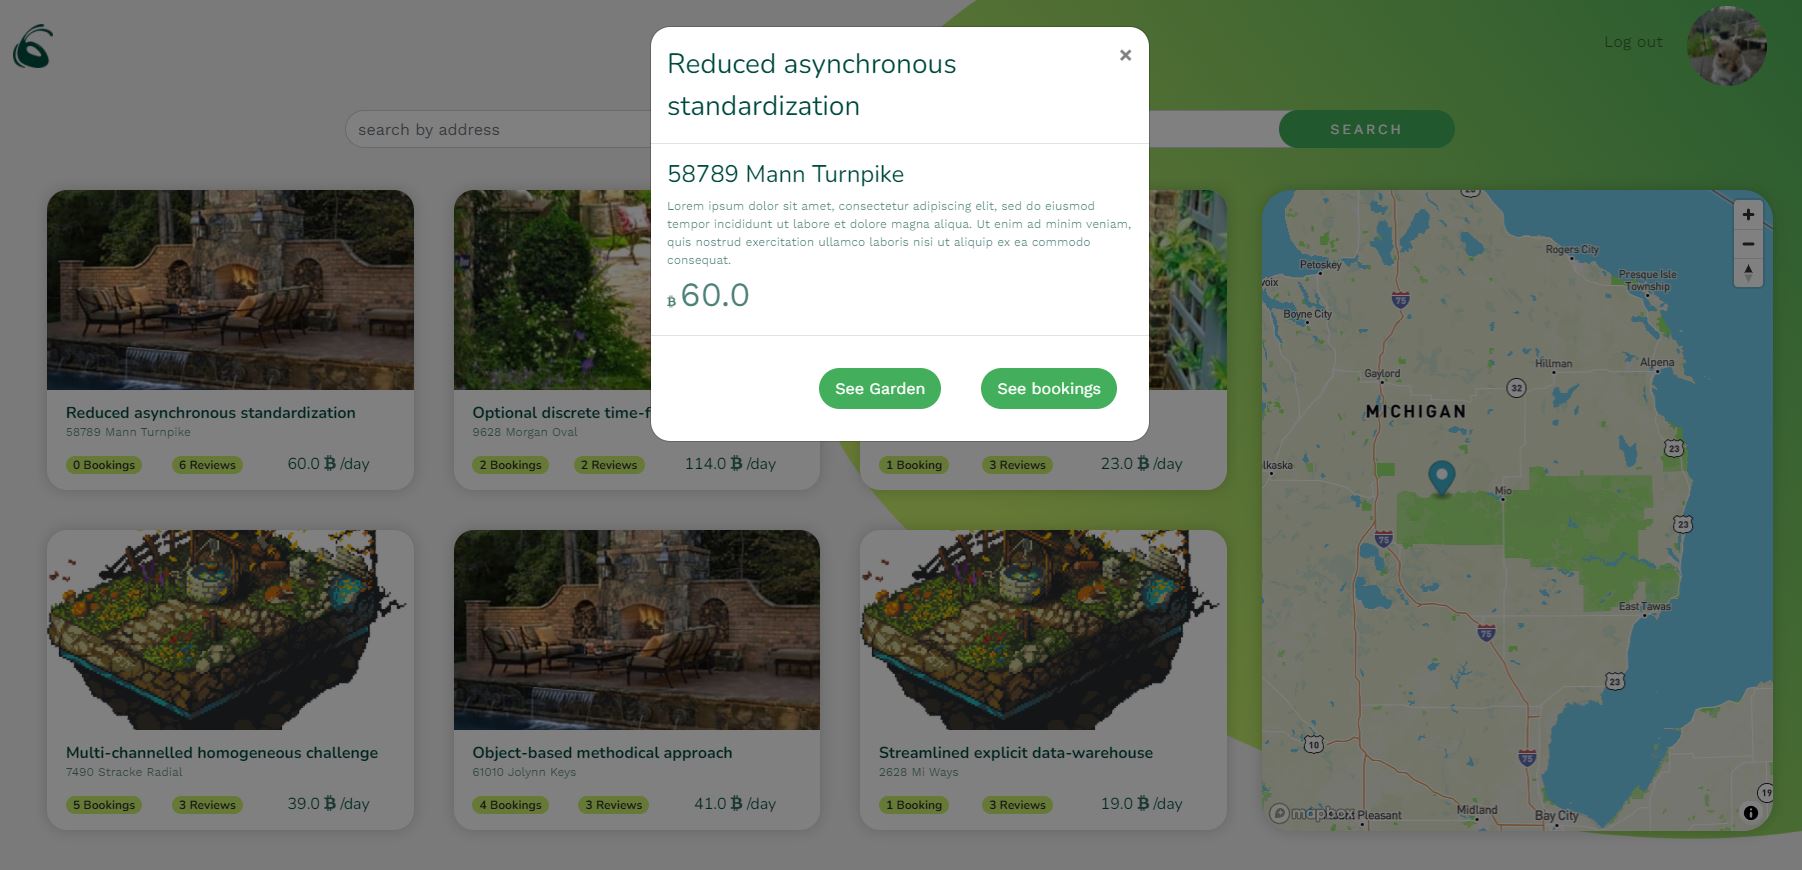 Log out
search by address
SEARCH
×
Reduced asynchronous
standardization
58789 Mann Turnpike
Lorem ipsum dolor sit amet, consectetur adipiscing elit, sed do eiusmod
tempor incididunt ut labore et dolore magna aliqua. Ut enim ad minim veniam,
quis nostrud exercitation ullamco laboris nisi ut aliquip ex ea commodo
consequat.
₿ 60.0
See Garden
See bookings
Reduced asynchronous standardization
58789 Mann Turnpike
0 Bookings
6 Reviews
60.0 ₿ /day
Optional discrete time-f
9628 Morgan Oval
2 Bookings
2 Reviews
114.0 ₿ /day
1 Booking
3 Reviews
23.0 ₿ /day
Multi-channelled homogeneous challenge
7490 Stracke Radial
5 Bookings
3 Reviews
39.0 ₿ /day
Object-based methodical approach
61010 Jolynn Keys
4 Bookings
3 Reviews
41.0 ₿ /day
Streamlined explicit data-warehouse
2628 Mi Ways
1 Booking
3 Reviews
19.0 ₿ /day
23
Rogers City
Petoskey
Presque Isle
Township
voix
75
Boyne City
Hillman
Alpena
Gaylord
32
MICHIGAN
23
lkaska
Mio
23
75
East Tawas
75
23
10
75
19
mapbox
Pleasant
Midland
Bay City